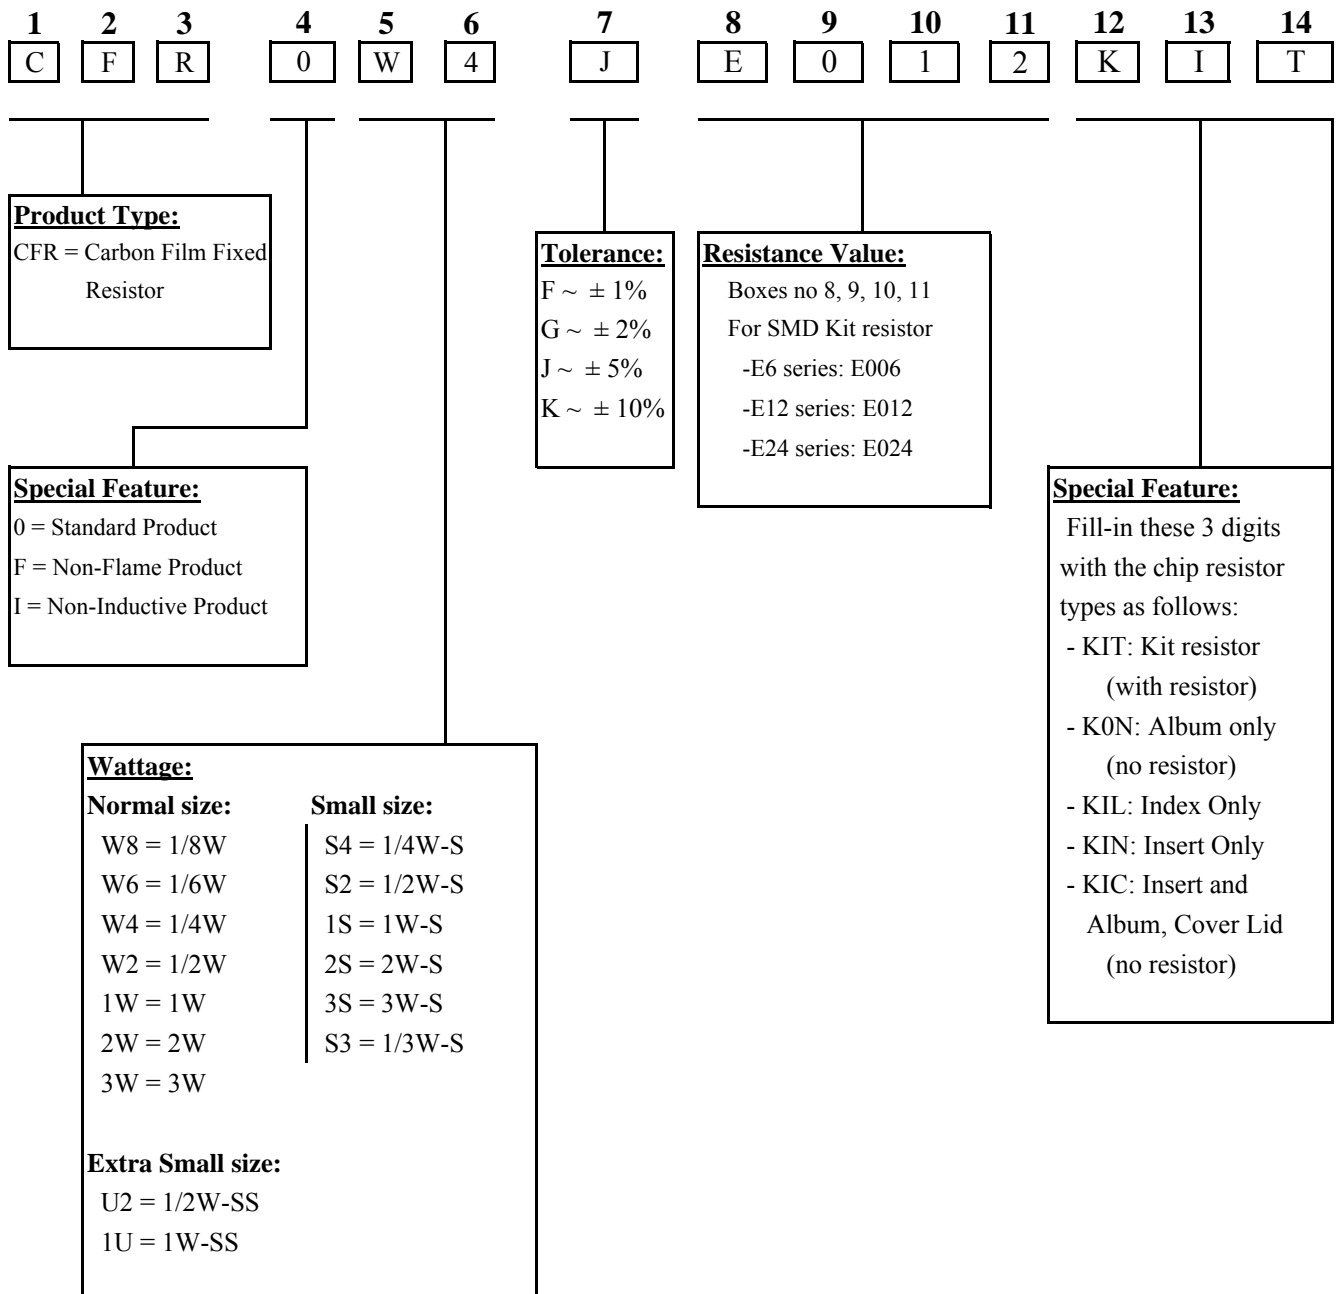 1 2 3 4 5 6 7 8 9 10 11 12 13 14
C F R 0 W 4 J E 0 1 2 K I T
Product Type:
CFR = Carbon Film Fixed
Resistor
Special Feature:
0 = Standard Product
F = Non-Flame Product
I = Non-Inductive Product
Wattage:
Normal size: Small size:
W8 = 1/8W S4 = 1/4W-S
W6 = 1/6W S2 = 1/2W-S
W4 = 1/4W 1S = 1W-S
W2 = 1/2W 2S = 2W-S
1W = 1W 3S = 3W-S
2W = 2W S3 = 1/3W-S
3W = 3W
Extra Small size:
U2 = 1/2W-SS
1U = 1W-SS
Tolerance:
F ~ ± 1%
G ~ ± 2%
J ~ ± 5%
K ~ ± 10%
Resistance Value:
Boxes no 8, 9, 10, 11
For SMD Kit resistor
-E6 series: E006
-E12 series: E012
-E24 series: E024
Special Feature:
Fill-in these 3 digits
with the chip resistor
types as follows:
- KIT: Kit resistor
(with resistor)
- K0N: Album only
(no resistor)
- KIL: Index Only
- KIN: Insert Only
- KIC: Insert and
Album, Cover Lid
(no resistor)